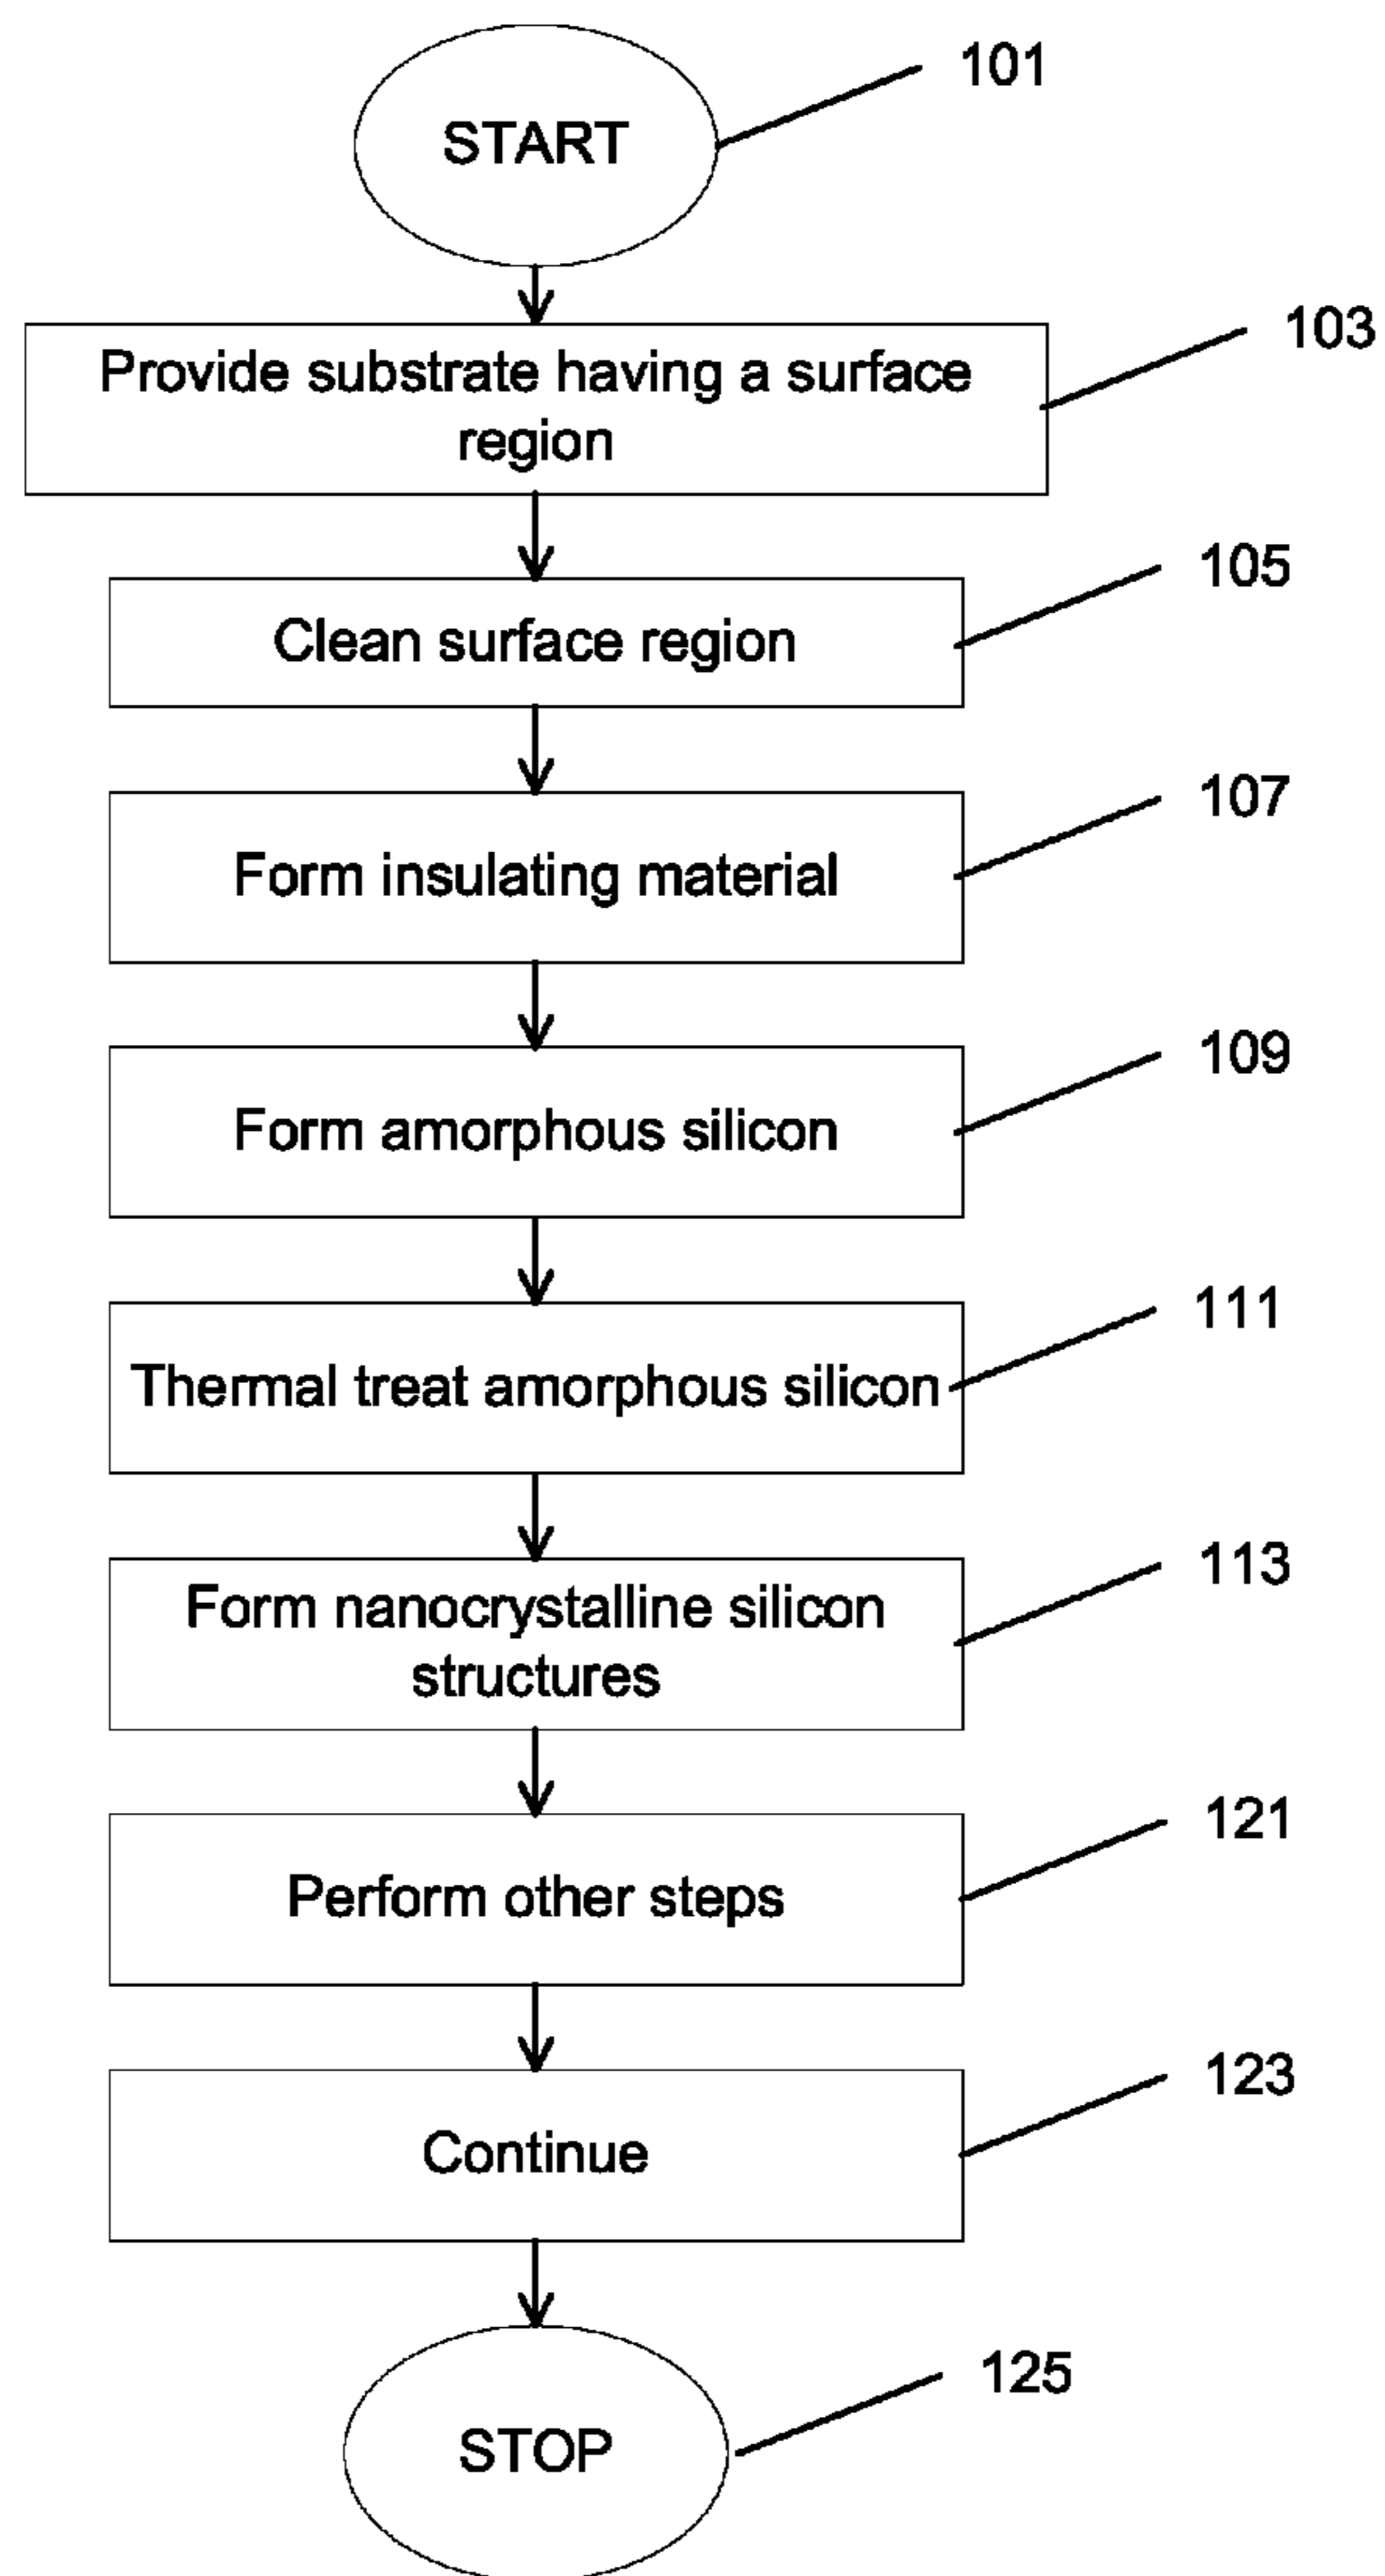 START
101
Provide substrate having a surface
region
103
Clean surface region
105
Form insulating material
107
Form amorphous silicon
109
Thermal treat amorphous silicon
111
Form nanocrystalline silicon
structures
113
Perform other steps
121
Continue
123
STOP
125